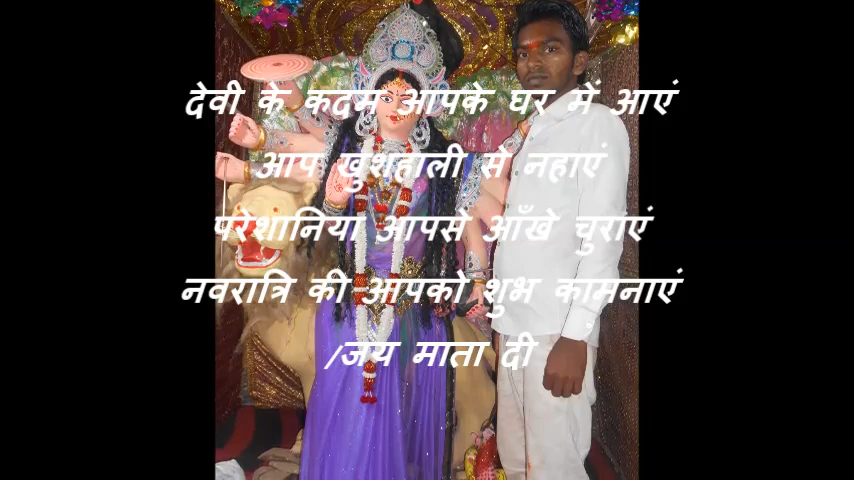 देवी के कदम आपके घर में आएं
आप खुशहाली से नहाएं
परेशानिया आपसे आँखे चुराएं
नवरात्रि की आपको शुभ कामनाएं
/जय माता दी